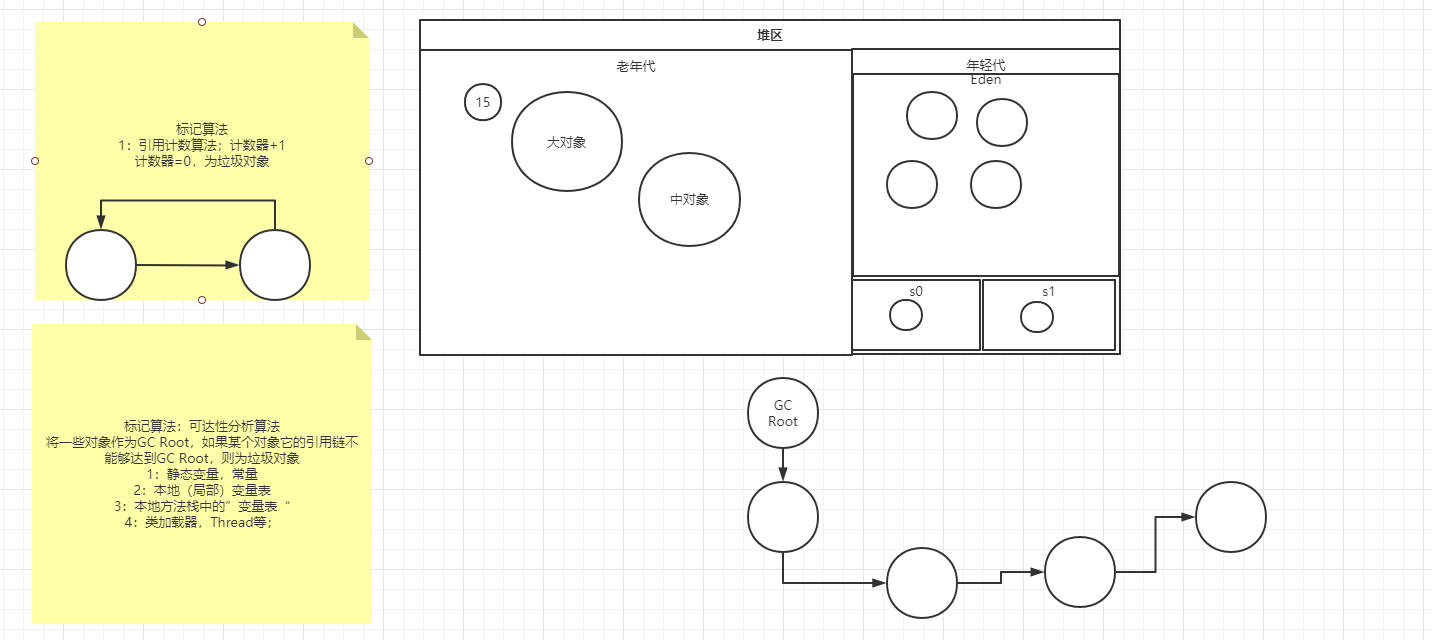 标记算法
1：引用计数算法；计数器+1
计数器=0，为垃圾对象
标记算法：可达性分析算法
将一些对象作为GC Root，如果某个对象它的引用链不
能够达到GC Root，则为垃圾对象
1：静态变量，常量
2：本地（局部）变量表
3：本地方法栈中的”变量表“
4：类加载器，Thread等；
堆区
老年代
15
大对象
中对象
年轻代
Eden
s0
s1
GC
Root